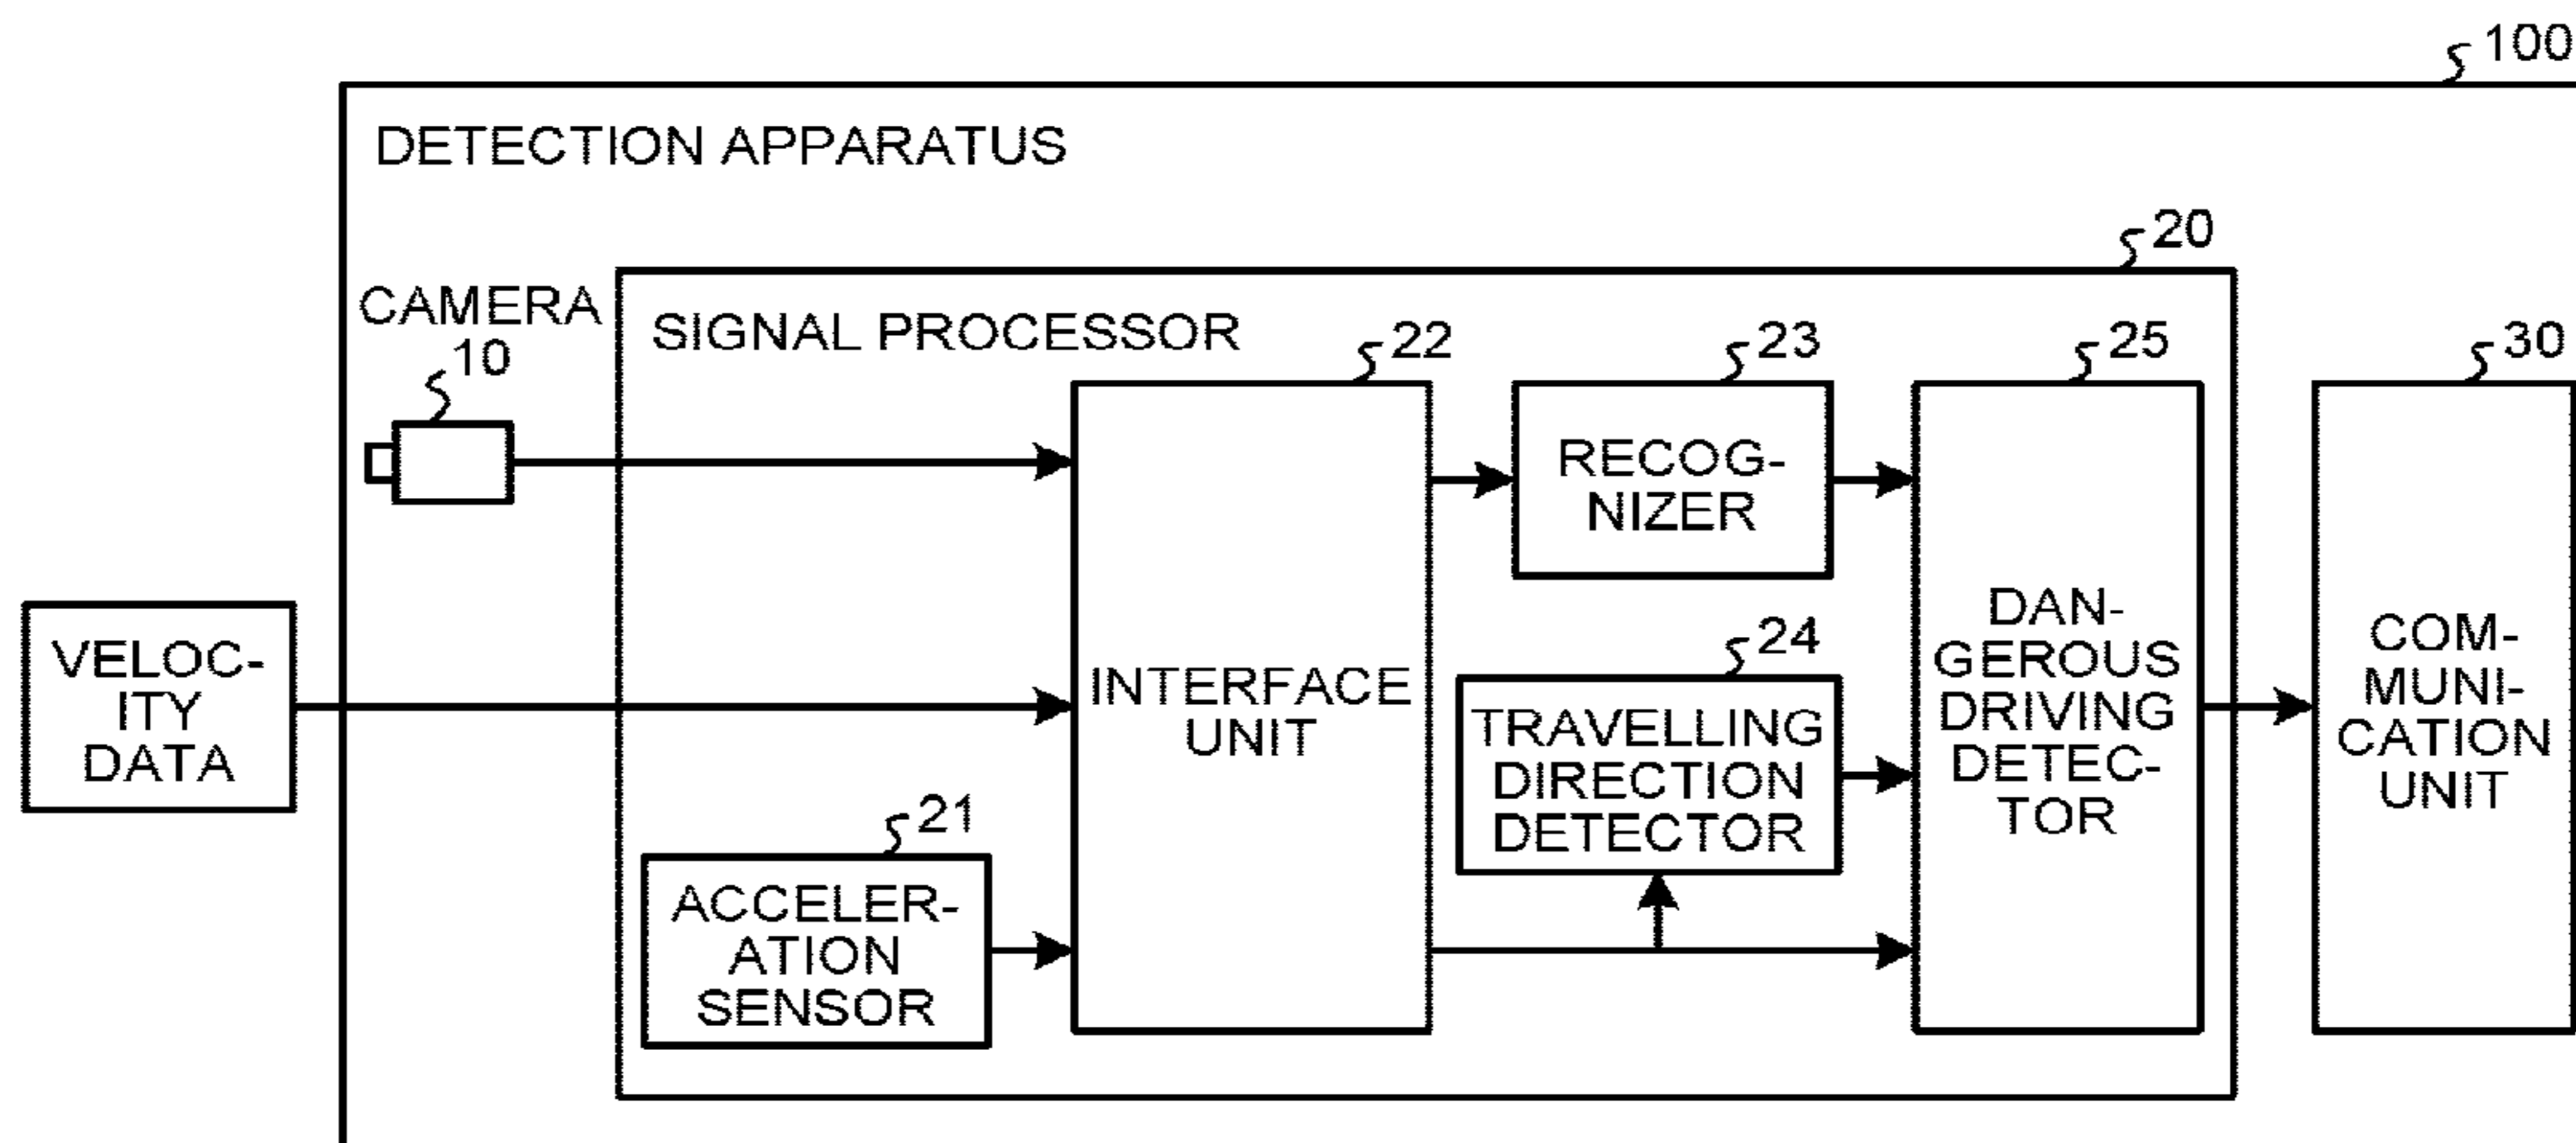 100
DETECTION APPARATUS
20
CAMERA
10
SIGNAL PROCESSOR
22
23
25
30
RECOG-
NIZER
VELOC-
ITY
DATA
INTERFACE
UNIT
24
TRAVELLING
DIRECTION
DETECTOR
DAN-
GEROUS
DRIVING
DETEC-
TOR
COM-
MUNI-
CATION
UNIT
21
ACCELER-
ATION
SENSOR